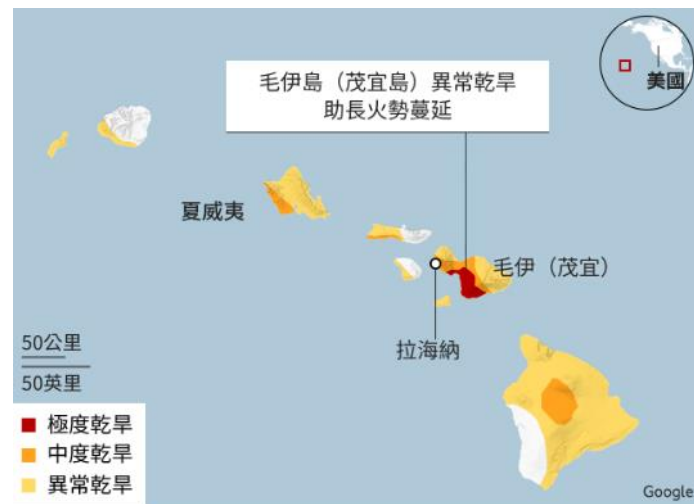 美國
毛伊島（茂宜島）異常乾旱
助長火勢蔓延
夏威夷
毛伊（茂宜）
拉海納
50公里
50英里
極度乾旱
中度乾旱
異常乾旱
Google